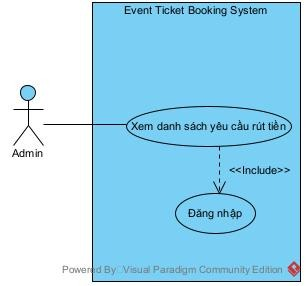 Event Ticket Booking System
Xem danh sách yêu cầu rút tiền
Admin
<<Include>>
Đăng nhập
Powered By Visual Paradigm Community Edition